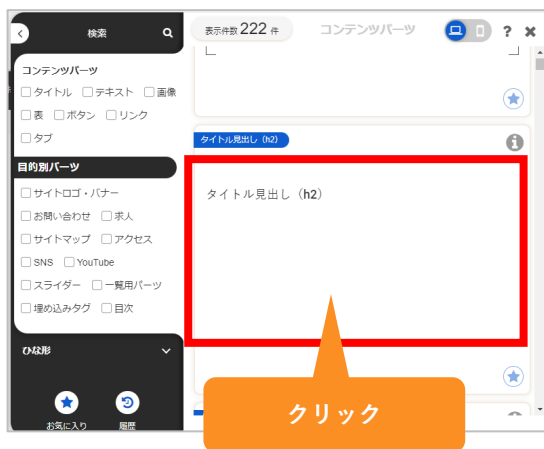 検索
表示件数 222 件
コンテンツパーツ
?
コンテンツパーツ
タイトル テキスト 画像
表 ボタン リンク
タブ
目的別パーツ
サイトロゴ・バナー
お問い合わせ 求人
サイトマップ アクセス
SNS YouTube
スライダー 一覧用パーツ
埋め込みタグ 目次
ひな形
お気に入り 履歴
タイトル見出し（h2）
タイトル見出し（h2）
クリック